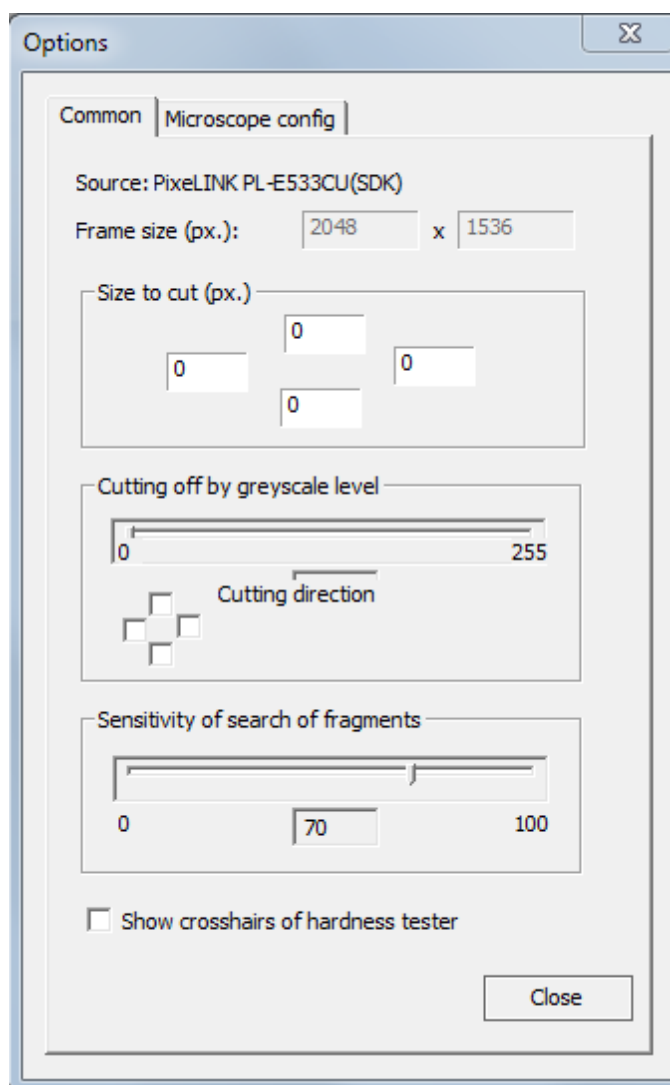 Options
Common
Microscope config
Source: PixeLINK PL-E533CU(SDK)
Frame size (px.): 2048 x 1536
Size to cut (px.)
0
0 0
0
Cutting off by greyscale level
0 255
Cutting direction
Sensitivity of search of fragments
0 70 100
Show crosshairs of hardness tester
Close